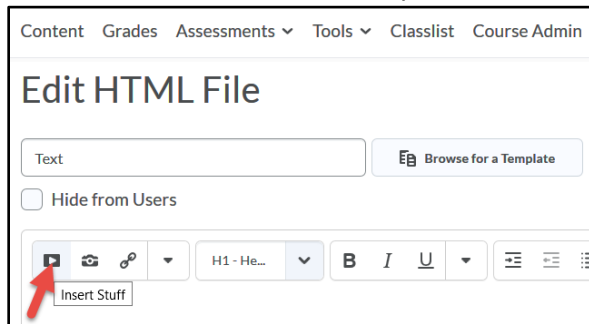 Content Grades Assessments Tools Classlist Course Admin
Edit HTML File
Text Browse for a Template
Hide from Users
H1 - He... B I U
Insert Stuff